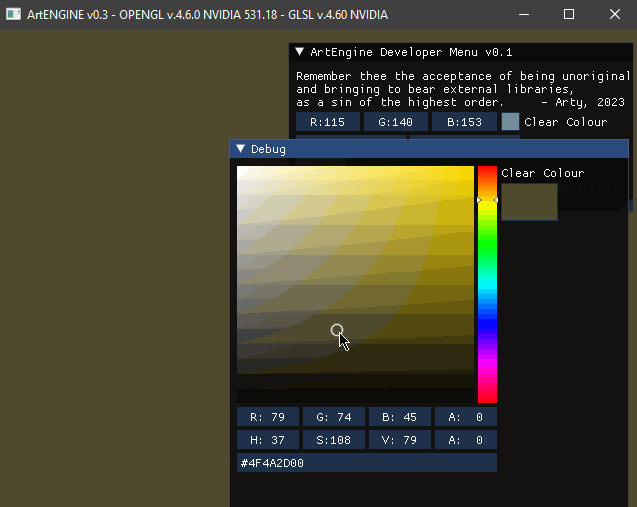 ArtENGINE v0.3 - OPENGL v.4.6.0 NVIDIA 531.18 - GLSL v.4.60 NVIDIA
ArtEngine Developer Menu v0.1
Remember thee the acceptance of being unoriginal
and bringing to bear external libraries,
as a sin of the highest order. - Arty, 2023
R:115 G:140 B:153 Clear Colour
Debug
Clear Colour
R: 79 G: 74 B: 45 A: 0
H: 37 S:108 V: 79 A: 0
#4F4A2D00